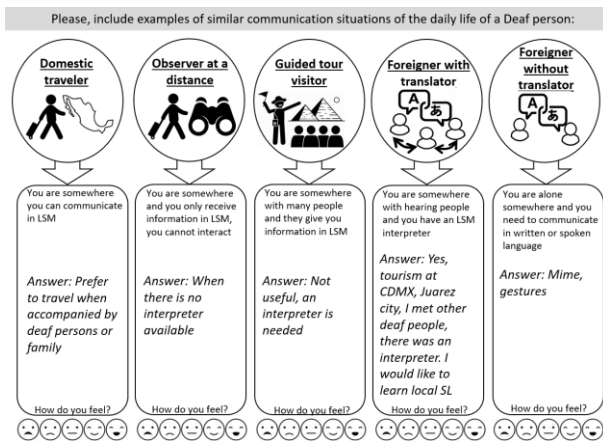 Please, include examples of similar communication situations of the daily life of a Deaf person:
Domestic
traveler
You are somewhere
you can communicate
in LSM
Answer: Prefer
to travel when
accompanied by
deaf persons or
family
How do you feel?
Observer at a
distance
You are somewhere
and you only receive
information in LSM,
you cannot interact
Answer: When
there is no
interpreter
available
How do you feel?
Guided tour
visitor
You are somewhere
with many people
and they give you
information in LSM
Answer: Not
useful, an
interpreter is
needed
How do you feel?
Foreigner with
translator
A あ
You are somewhere
with hearing people
and you have an LSM
interpreter
Answer: Yes,
tourism at
CDMX, Juarez
city, I met other
deaf people,
there was an
interpreter. I
would like to
learn local SL
How do you feel?
Foreigner
without
translator
A あ
You are alone
somewhere and you
need to communicate
in written or spoken
language
Answer: Mime,
gestures
How do you feel?